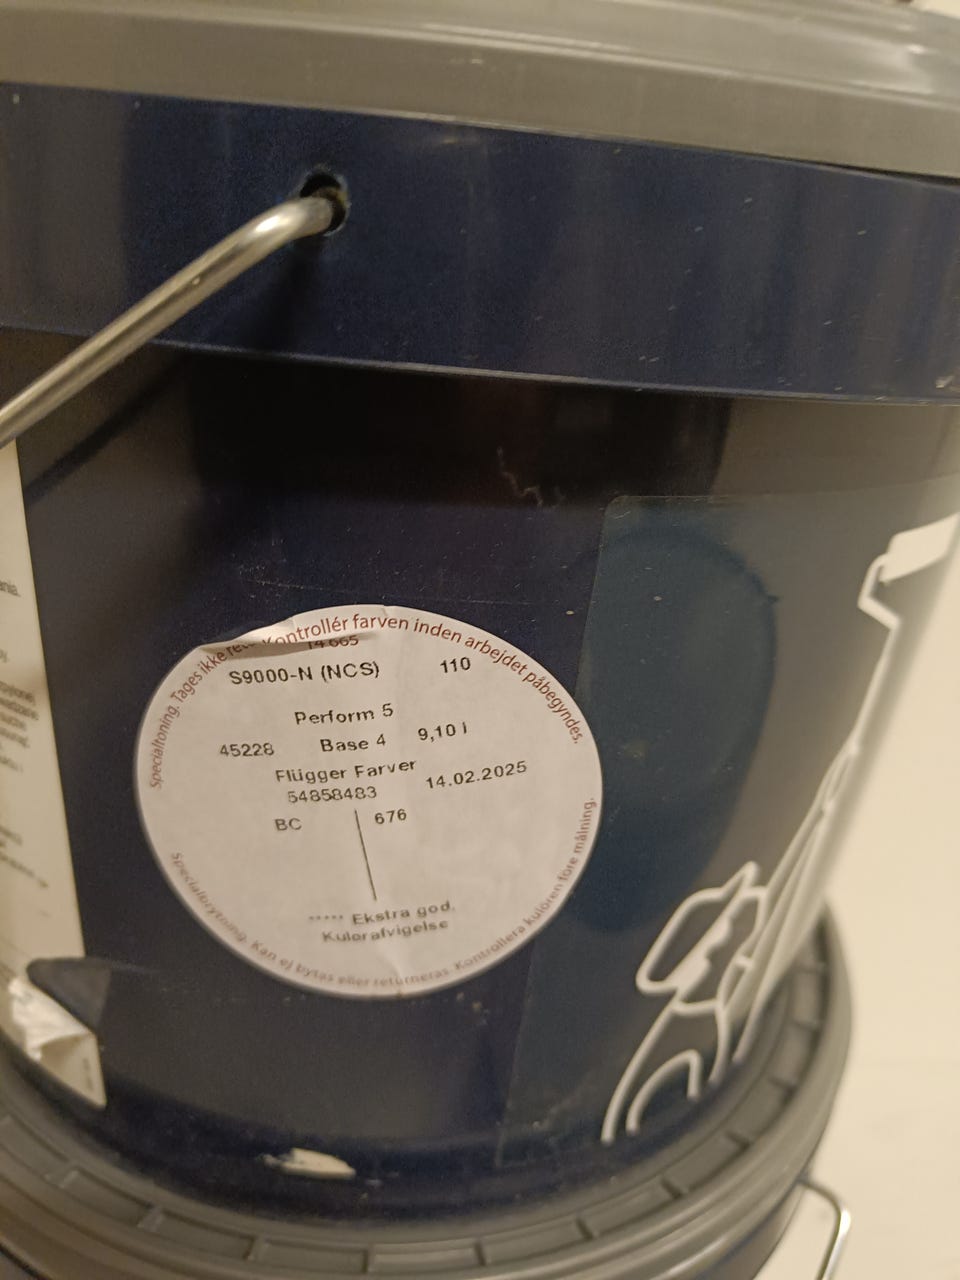 Specialtoning. Tages ikke Kontrollér farven inden arbejdet påbegyndes.
14.665
S9000-N (NCS) 110
Perform 5
45228 Base 4 9,10 l
Flügger Farver
54858483 14.02.2025
BC 676
***** Ekstra god.
Kulørafvigelse
Specialbrytning. Kan ej bytas eller returneras. Kontrollera kulören före målning.